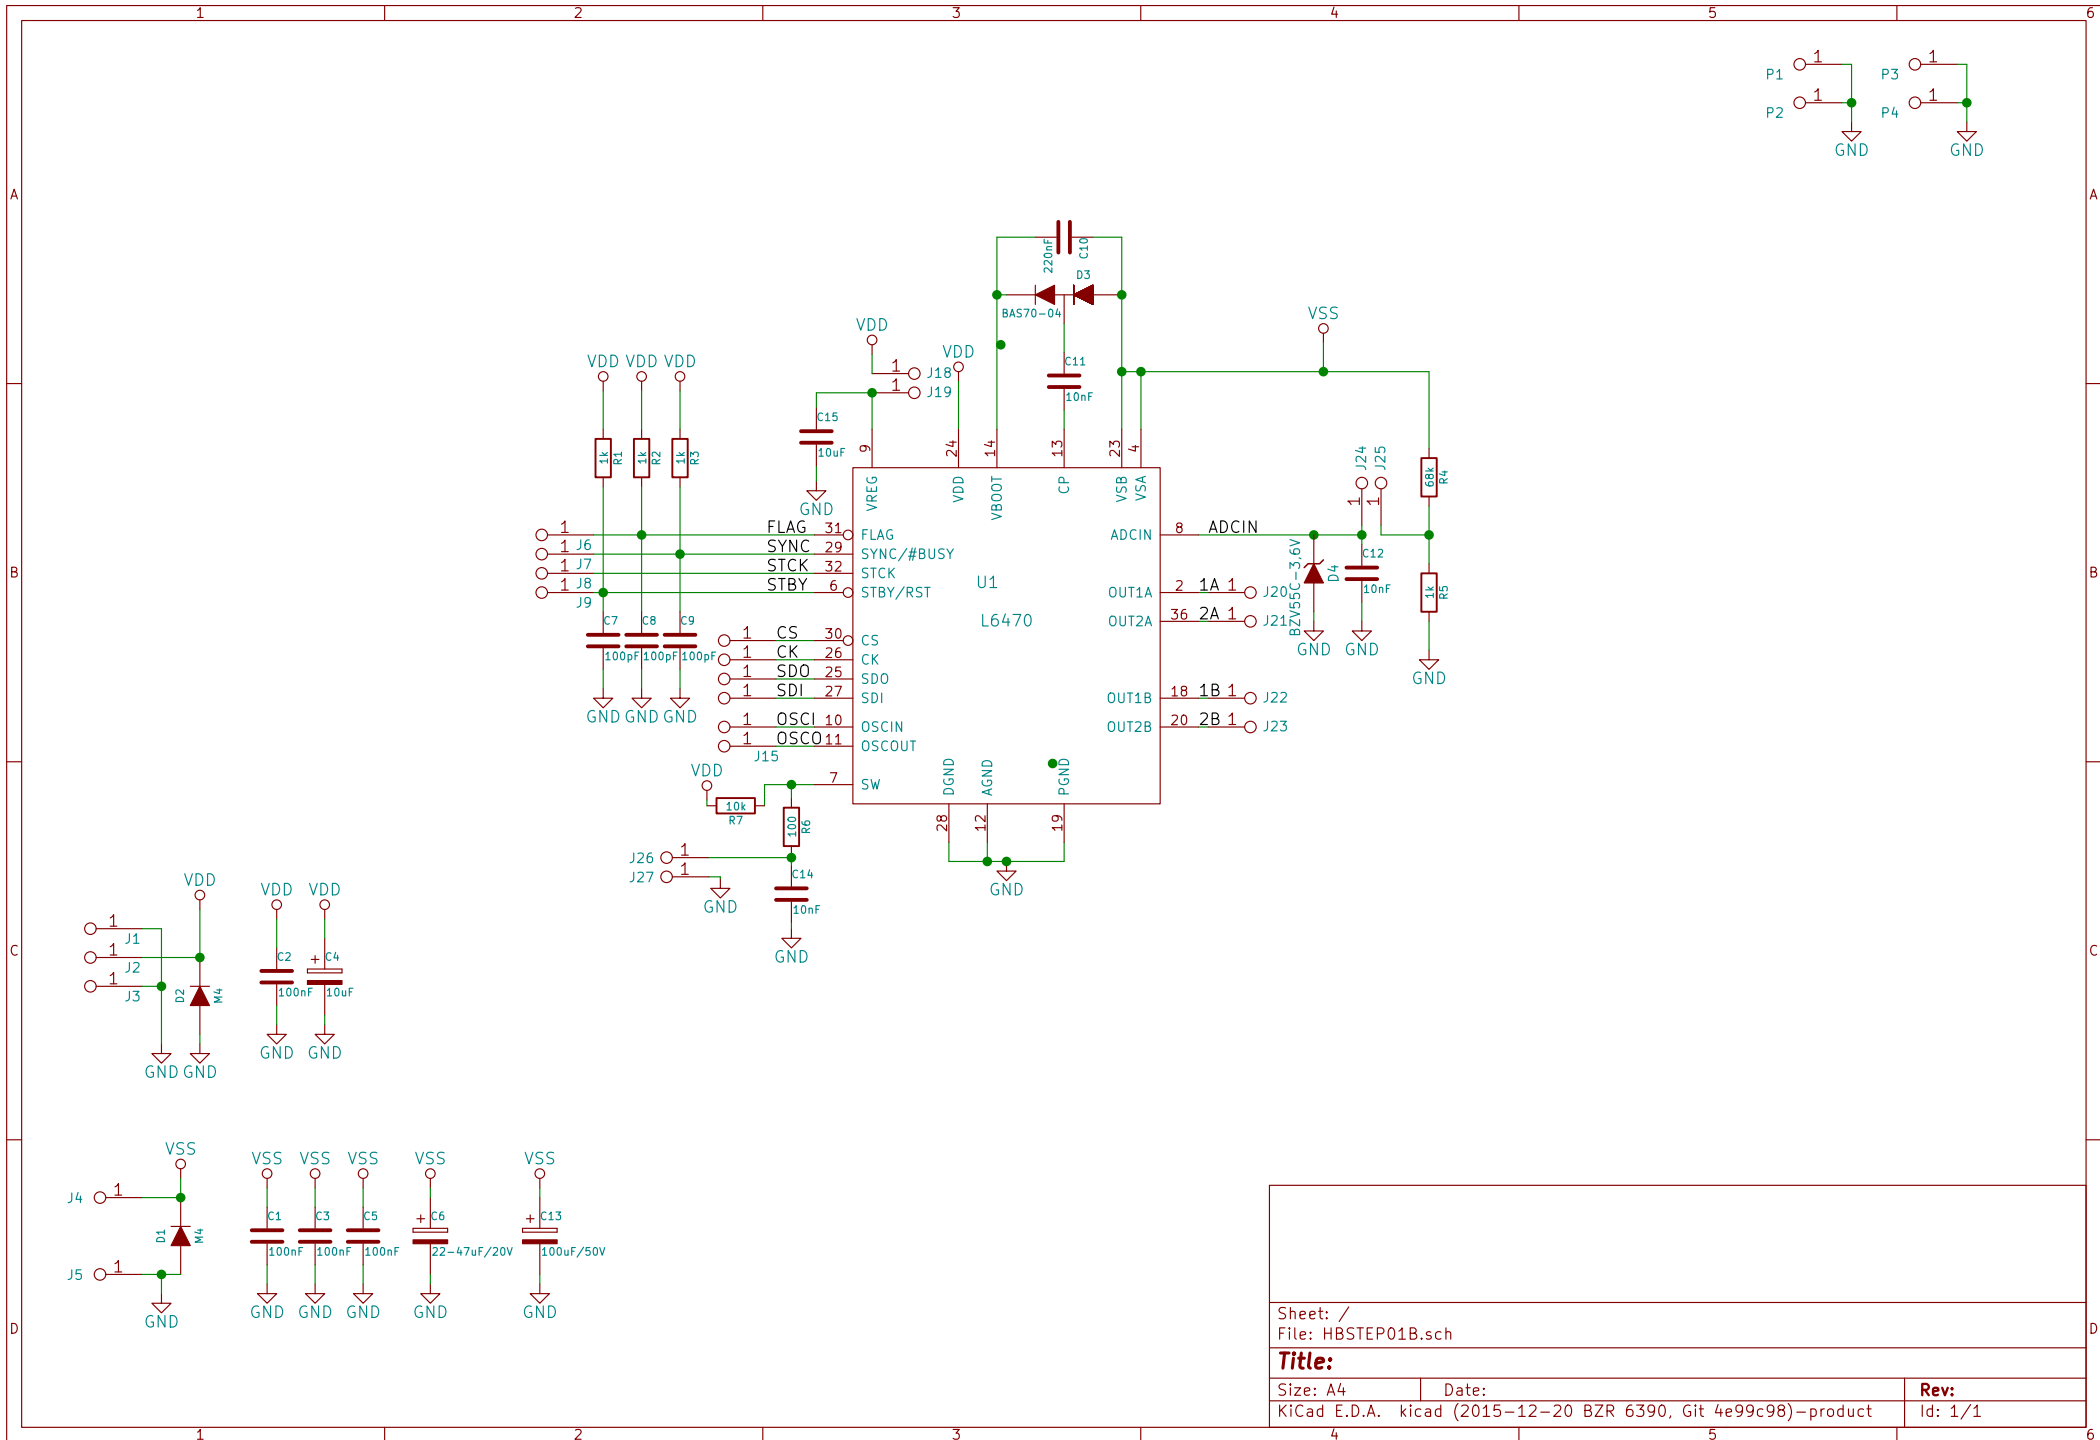 1 2 3 4 5 6
P1 1 P3 1
P2 1 P4 1
GND GND
A A
220nF C10
D3
BAS70-04
VSS
VDD
VDD
1 J18
1 J19
C11
10nF
VDD VDD VDD
C15
10uF
GND
1k R1 1k R2 1k R3
9 24 14 13 23 4
VREG VDD VBOOT CP VSB VSA
J24 J25
1 1
68k R4
1 J6 FLAG 31 FLAG
1 J7 SYNC 29 SYNC/#BUSY
1 J8 STCK 32 STCK
1 J9 STBY 6 STBY/RST
ADCIN 8 ADCIN
B B
U1
L6470
BZV55C-3,6V D4
C12
10nF
1k R5
GND GND
GND
OUT1A 2 1A 1 J20
OUT2A 36 2A 1 J21
C7 C8 C9
100pF 100pF 100pF
GND GND GND
1 CS 30 CS
1 CK 26 CK
1 SDO 25 SDO
1 SDI 27 SDI
OUT1B 18 1B 1 J22
OUT2B 20 2B 1 J23
1 OSCI 10 OSCIN
1 OSCO 11 OSCOUT
J15
VDD
7 SW
10k
R7
100 R6
DGND AGND PGND
28 12 19
GND
J26 1
J27 1
GND
C14
10nF
GND
C C
VDD
VDD VDD
1 J1
1 J2
1 J3
D2 M4
C2
100nF
+ C4
10uF
GND GND
GND GND
VSS
VSS VSS VSS VSS VSS
J4 1
D1 M4
J5 1
GND
C1 C3 C5 + C6 + C13
100nF 100nF 100nF 22-47uF/20V 100uF/50V
GND GND GND GND GND
D D
Sheet: /
File: HBSTEP01B.sch
Title:
Size: A4 Date: Rev:
KiCad E.D.A. kicad (2015-12-20 BZR 6390, Git 4e99c98)-product Id: 1/1
1 2 3 4 5 6